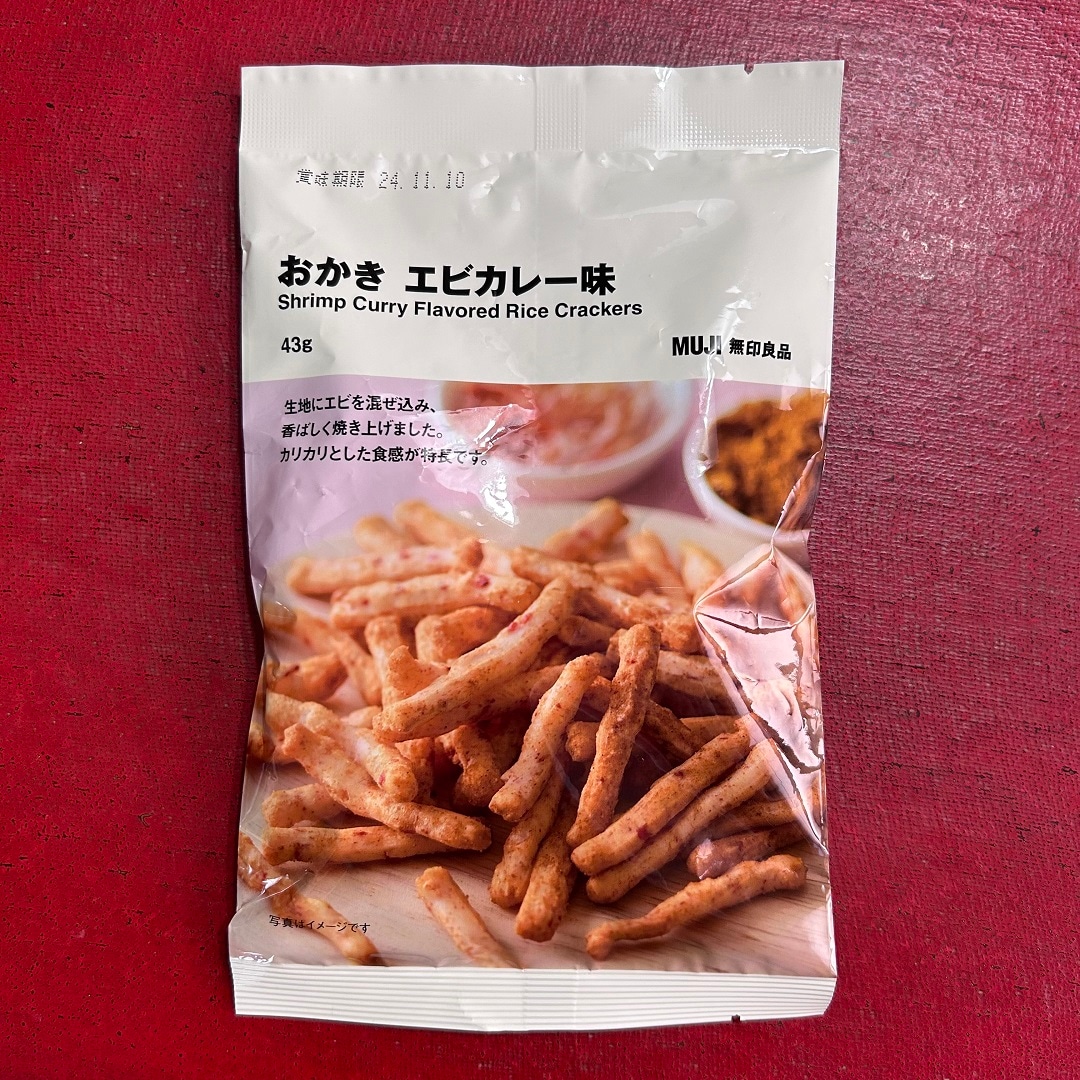 賞味期限 24.11.10
おかき エビカレー味
Shrimp Curry Flavored Rice Crackers
43g
MUJI 無印良品
生地にエビを混ぜ込み、
香ばしく焼き上げました。
カリカリとした食感が特長です。
写真はイメージです